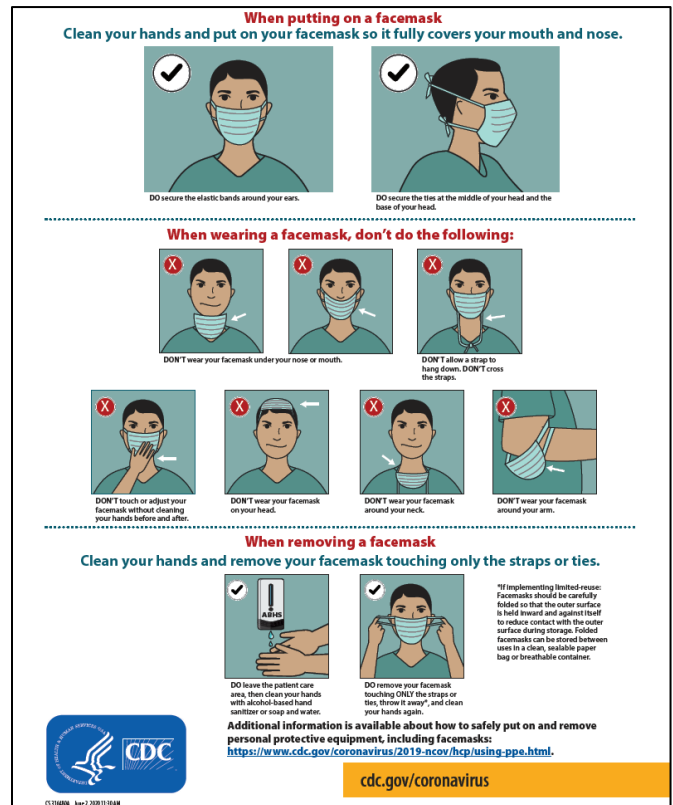 When putting on a facemask
Clean your hands and put on your facemask so it fully covers your mouth and nose.
DO secure the elastic bands around your ears.
DO secure the ties at the middle of your head and the
base of your head.
When wearing a facemask, don't do the following:
X
X
X
DON'T wear your facemask under your nose or mouth.
DON'T allow a strap to
hang down. DON'T cross
the straps.
X
X
X
X
DON'T touch or adjust your
facemask without cleaning
your hands before and after.
DON'T wear your facemask
on your head.
DON'T wear your facemask
around your neck.
DON'T wear your facemask
around your arm.
When removing a facemask
Clean your hands and remove your facemask touching only the straps or ties.
ABHS
DO leave the patient care
area, then clean your hands
with alcohol-based hand
sanitizer or soap and water.
DO remove your facemask
touching ONLY the straps or
ties, throw it away*, and clean
your hands again.
*If implementing limited-reuse:
Facemasks should be carefully
folded so that the outer surface
is held inward and against itself
to reduce contact with the outer
surface during storage. Folded
facemasks can be stored between
uses in a clean, sealable paper
bag or breathable container.
Additional information is available about how to safely put on and remove
personal protective equipment, including facemasks:
https://www.cdc.gov/coronavirus/2019-ncov/hcp/using-ppe.html.
DEPARTMENT OF HEALTH & HUMAN SERVICES USA
CDC
cdc.gov/coronavirus
June 2, 2020 11:30 AM